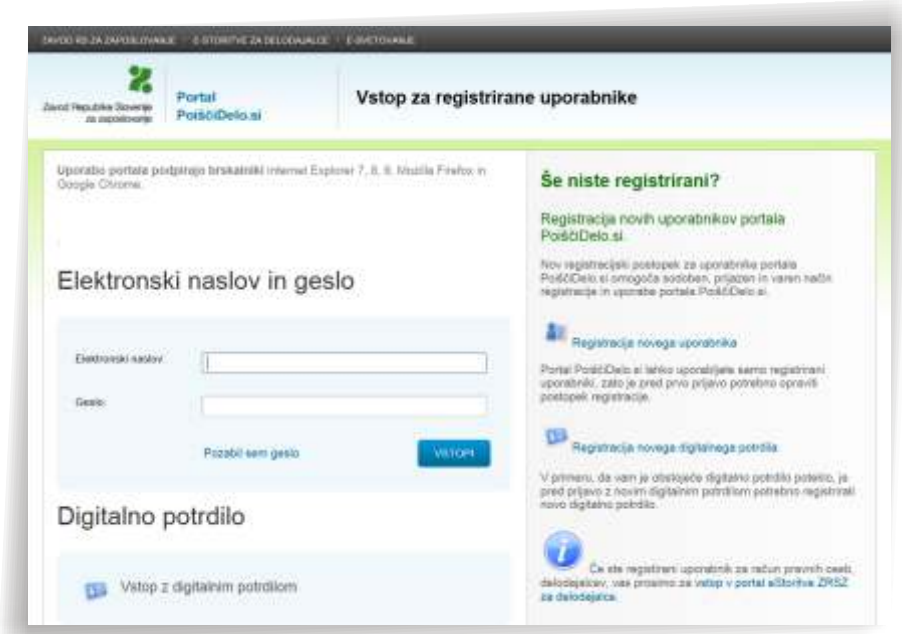 ZAVOD RS ZA ZAPOSLOVANJE E-STORITVE ZA DELODAJALCE E-SVETOVANJE
Zavod Republike Slovenije
za zaposlovanje
Portal
PoiščiDelo.si
Vstop za registrirane uporabnike
Uporabo portala podpirajo brskalniki Internet Explorer 7, 8, 9, Mozilla Firefox in
Google Chrome.
Elektronski naslov in geslo
Elektronski naslov:
Geslo:
Pozabil sem geslo
VSTOPI
Digitalno potrdilo
Vstop z digitalnim potrdilom
Še niste registrirani?
Registracija novih uporabnikov portala
PoiščiDelo.si
Nov registracijski postopek za uporabnike portala
PoiščiDelo.si omogoča sodoben, prijazen in varen način
registracije in uporabe portala PoiščiDelo.si.
Registracija novega uporabnika
Portal PoiščiDelo.si lahko uporabljate samo registrirani
uporabniki, zato je pred prvo prijavo potrebno opraviti
postopek registracije.
Registracija novega digitalnega potrdila
V primeru, da vam je obstoječe digitalno potrdilo poteklo, je
pred prijavo z novim digitalnim potrdilom potrebno registrirati
novo digitalno potrdilo.
Če ste registrirani uporabnik za račun pravnih oseb,
delodajalcev, vas prosimo za vstop v portal eStoritve ZRSZ
za delodajalce.